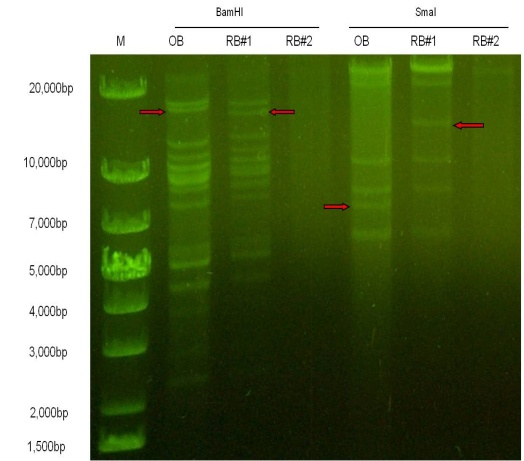 BamHI SmaI
M OB RB#1 RB#2 OB RB#1 RB#2
20,000bp
10,000bp
7,000bp
5,000bp
4,000bp
3,000bp
2,000bp
1,500bp